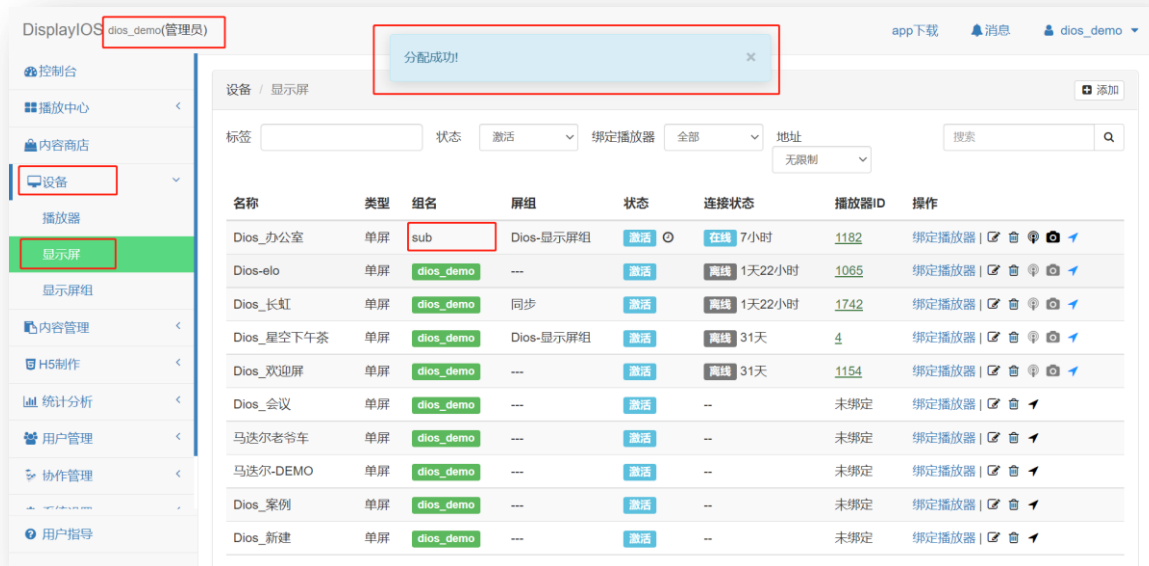 DisplayIOS dios_demo(管理员)
app下载 消息 dios_demo
分配成功! ×
控制台
播放中心
内容商店
设备
播放器
显示屏
显示屏组
内容管理
H5制作
统计分析
用户管理
协作管理
用户指导
设备 / 显示屏 添加
标签 状态 激活 绑定播放器 全部 地址 搜索
无限制
名称 类型 组名 屏组 状态 连接状态 播放器ID 操作
Dios_办公室 单屏 sub Dios-显示屏组 激活 在线 7小时 1182 绑定播放器 |
Dios-elo 单屏 dios_demo --- 激活 离线 1天22小时 1065 绑定播放器 |
Dios_长虹 单屏 dios_demo 同步 激活 离线 1天22小时 1742 绑定播放器 |
Dios_星空下午茶 单屏 dios_demo Dios-显示屏组 激活 离线 31天 4 绑定播放器 |
Dios_欢迎屏 单屏 dios_demo --- 激活 离线 31天 1154 绑定播放器 |
Dios_会议 单屏 dios_demo --- 激活 -- 未绑定 绑定播放器 |
马迭尔老爷车 单屏 dios_demo --- 激活 -- 未绑定 绑定播放器 |
马迭尔-DEMO 单屏 dios_demo --- 激活 -- 未绑定 绑定播放器 |
Dios_案例 单屏 dios_demo --- 激活 -- 未绑定 绑定播放器 |
Dios_新建 单屏 dios_demo --- 激活 -- 未绑定 绑定播放器 |